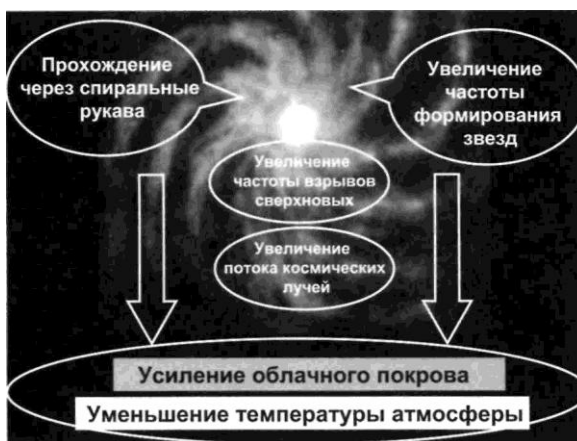 Прохождение
через спиральные
рукава
Увеличение
частоты
формирования
звезд
Увеличение
частоты взрывов
сверхновых
Увеличение
потока космических
лучей
Усиление облачного покрова
Уменьшение температуры атмосферы